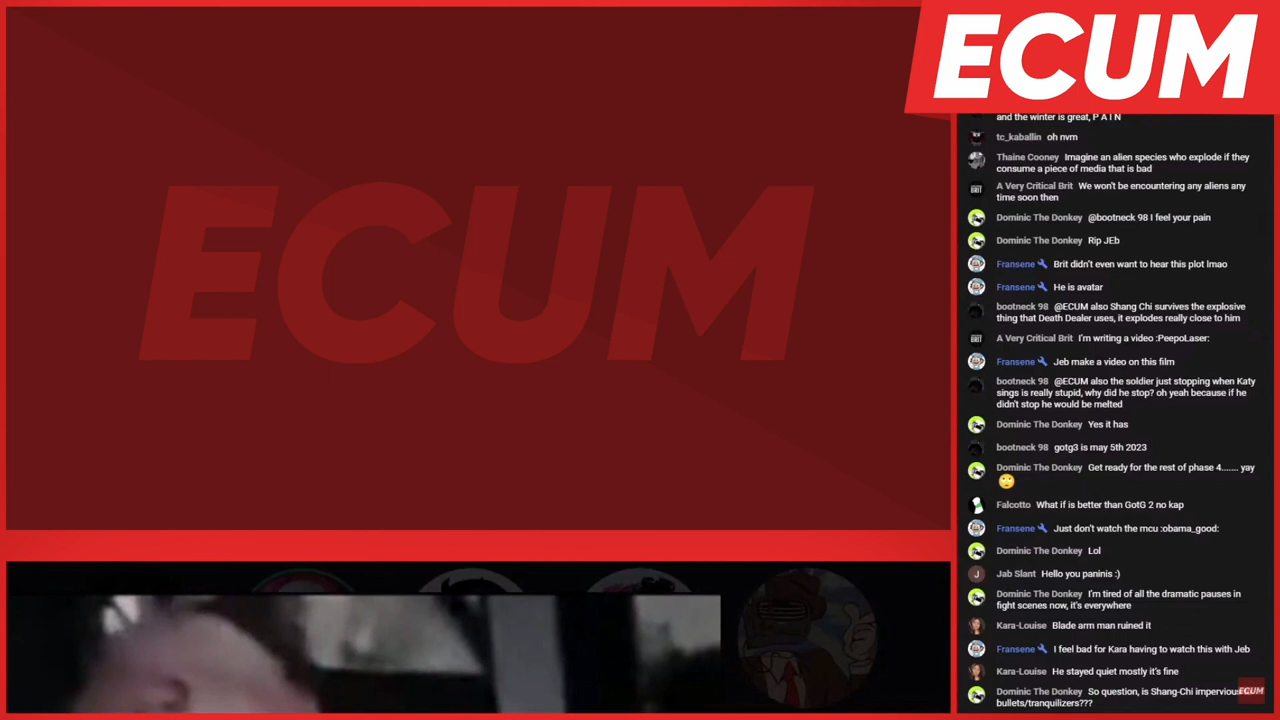 ECUM
ECUM
and the winter is great, P A I N
tc_kaballin oh nvm
Thaine Cooney Imagine an alien species who explode if they
consume a piece of media that is bad
BRIT
A Very Critical Brit We won't be encountering any aliens any
time soon then
Dominic The Donkey @bootneck 98 I feel your pain
Dominic The Donkey Rip JEb
Fransene Brit didn't even want to hear this plot lmao
Fransene He is avatar
bootneck 98 @ECUM also Shang Chi survives the explosive
thing that Death Dealer uses, it explodes really close to him
BRIT
A Very Critical Brit I'm writing a video :PeepoLaser:
Fransene Jeb make a video on this film
bootneck 98 @ECUM also the soldier just stopping when Katy
sings is really stupid, why did he stop? oh yeah because if he
didn't stop he would be melted
Dominic The Donkey Yes it has
bootneck 98 gotg3 is may 5th 2023
Dominic The Donkey Get ready for the rest of phase 4....... yay
🙄
Falcotto What if is better than GotG 2 no kap
Fransene Just don't watch the mcu :obama_good:
Dominic The Donkey Lol
J Jab Slant Hello you paninis :)
Dominic The Donkey I'm tired of all the dramatic pauses in
fight scenes now, it's everywhere
Kara-Louise Blade arm man ruined it
Fransene I feel bad for Kara having to watch this with Jeb
Kara-Louise He stayed quiet mostly it's fine
Dominic The Donkey So question, is Shang-Chi impervious
bullets/tranquilizers???
ECUM